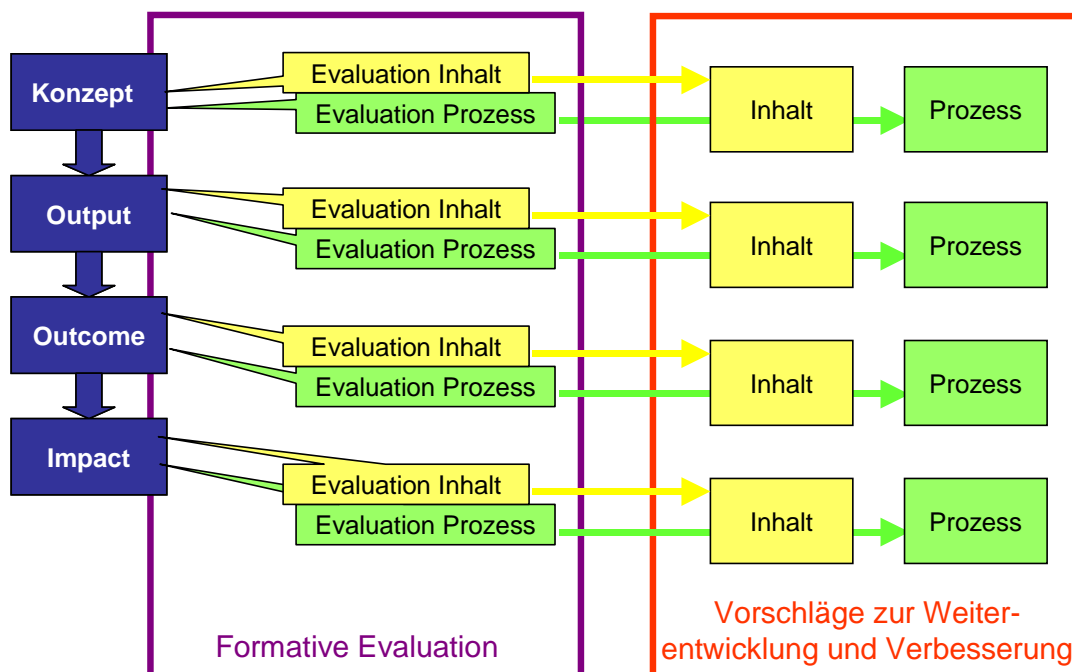 Konzept
Evaluation Inhalt
Evaluation Prozess
Inhalt
Prozess
Output
Evaluation Inhalt
Evaluation Prozess
Inhalt
Prozess
Outcome
Evaluation Inhalt
Evaluation Prozess
Inhalt
Prozess
Impact
Evaluation Inhalt
Evaluation Prozess
Inhalt
Prozess
Formative Evaluation
Vorschläge zur Weiter-
entwicklung und Verbesserung